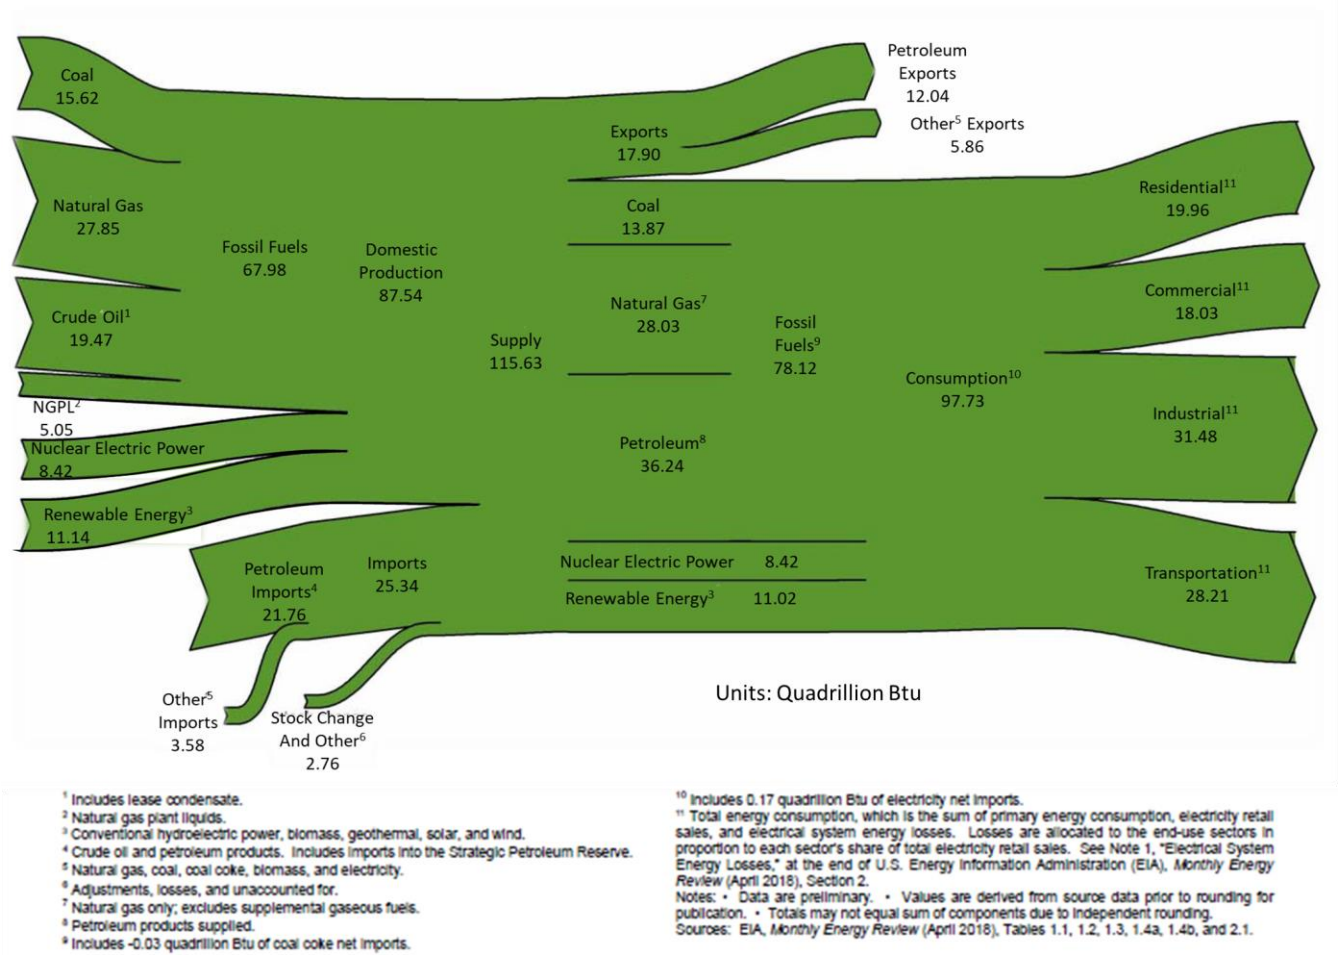 Coal
15.62
Natural Gas
27.85
Crude Oil¹
19.47
NGPL²
5.05
Nuclear Electric Power
8.42
Renewable Energy³
11.14
Fossil Fuels
67.98
Domestic
Production
87.54
Petroleum
Imports⁴
21.76
Imports
25.34
Other⁵
Imports
3.58
Stock Change
And Other⁶
2.76
Supply
115.63
Exports
17.90
Petroleum
Exports
12.04
Other⁵ Exports
5.86
Coal
13.87
Natural Gas⁷
28.03
Petroleum⁸
36.24
Nuclear Electric Power 8.42
Renewable Energy³ 11.02
Fossil
Fuels⁹
78.12
Consumption¹⁰
97.73
Residential¹¹
19.96
Commercial¹¹
18.03
Industrial¹¹
31.48
Transportation¹¹
28.21
Units: Quadrillion Btu
¹ Includes lease condensate.
² Natural gas plant liquids.
³ Conventional hydroelectric power, biomass, geothermal, solar, and wind.
⁴ Crude oil and petroleum products. Includes imports into the Strategic Petroleum Reserve.
⁵ Natural gas, coal, coal coke, biomass, and electricity.
⁶ Adjustments, losses, and unaccounted for.
⁷ Natural gas only; excludes supplemental gaseous fuels.
⁸ Petroleum products supplied.
⁹ Includes -0.03 quadrillion Btu of coal coke net imports.
¹⁰ Includes 0.17 quadrillion Btu of electricity net imports.
¹¹ Total energy consumption, which is the sum of primary energy consumption, electricity retail
sales, and electrical system energy losses. Losses are allocated to the end-use sectors in
proportion to each sector's share of total electricity retail sales. See Note 1, "Electrical System
Energy Losses," at the end of U.S. Energy Information Administration (EIA), Monthly Energy
Review (April 2018), Section 2.
Notes: • Data are preliminary. • Values are derived from source data prior to rounding for
publication. • Totals may not equal sum of components due to independent rounding.
Sources: EIA, Monthly Energy Review (April 2018), Tables 1.1, 1.2, 1.3, 1.4a, 1.4b, and 2.1.